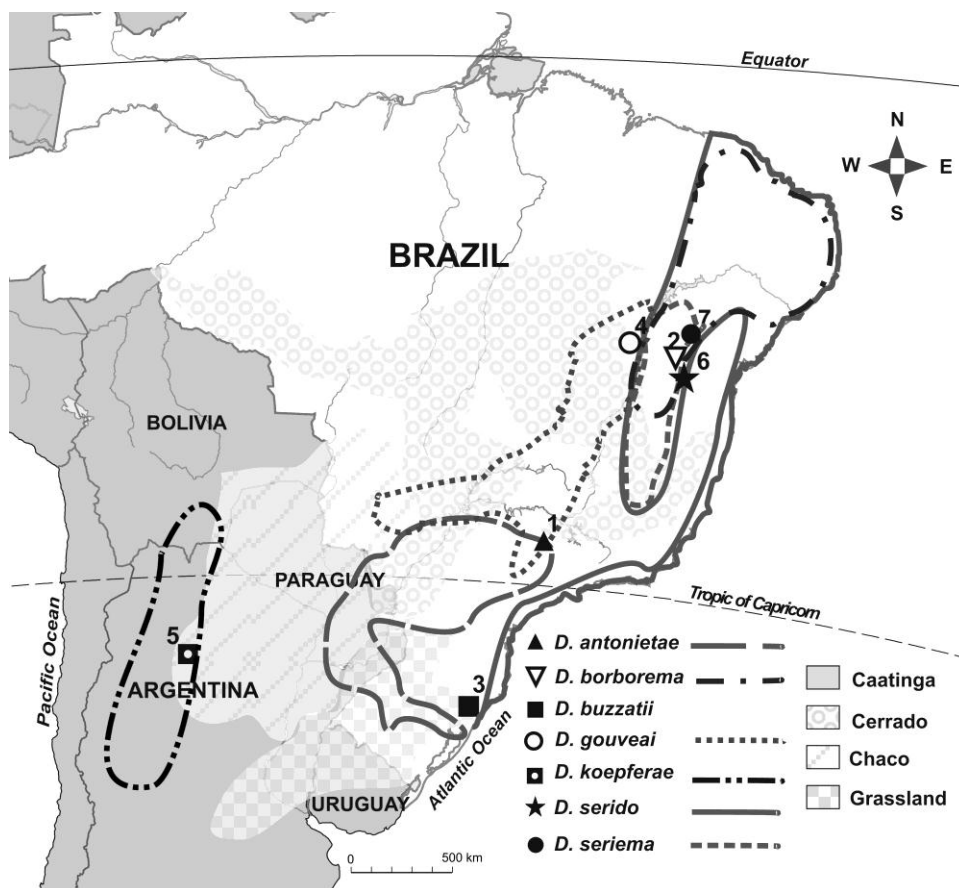 Equator
N
W E
S
BRAZIL
4
7
2
6
BOLIVIA
1
PARAGUAY
Tropic of Capricorn
5
ARGENTINA
3
Pacific Ocean
Atlantic Ocean
URUGUAY
D. antonietae
D. borborema
D. buzzatii
D. gouveai
D. koepferae
D. serido
D. seriema
Caatinga
Cerrado
Chaco
Grassland
0 500 km